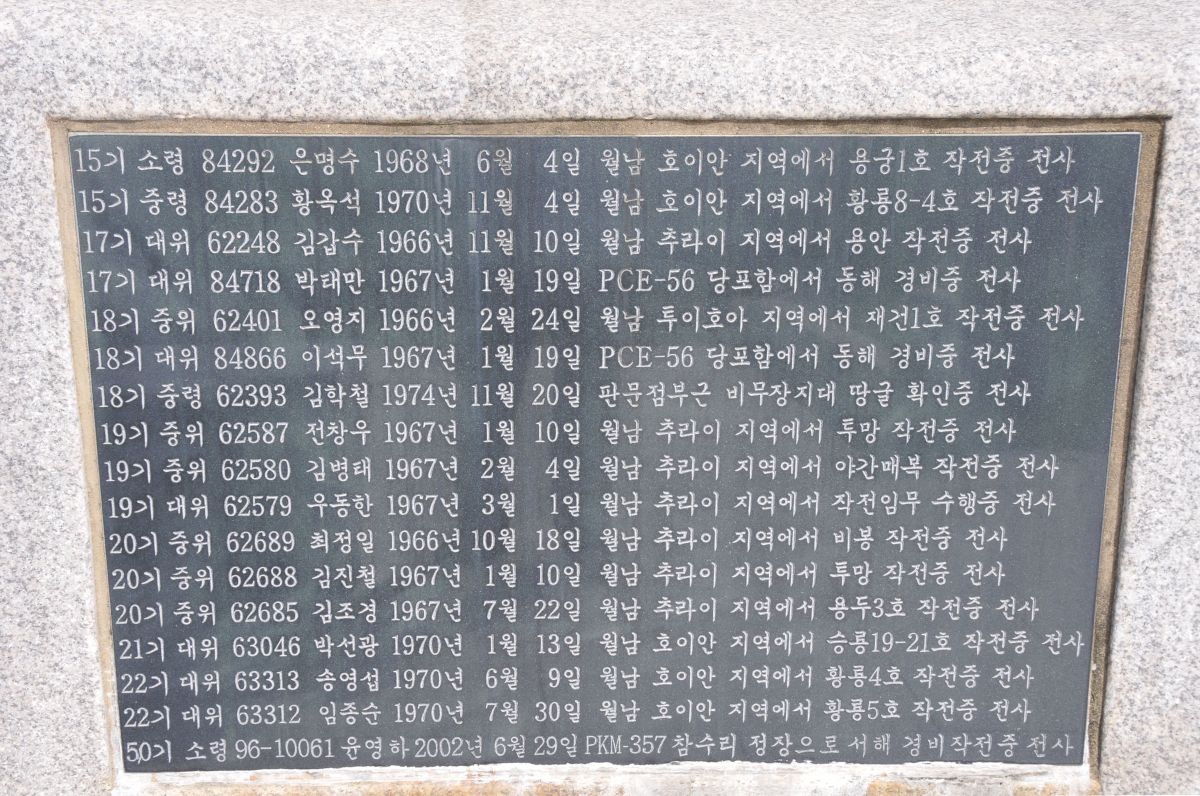 15기 소령 84292 은명수 1968년 6월 4일 월남 호이안 지역에서 용궁1호 작전중 전사
15기 중령 84283 황옥석 1970년 11월 4일 월남 호이안 지역에서 황룡8-4호 작전중 전사
17기 대위 62248 김갑수 1966년 11월 10일 월남 추라이 지역에서 용안 작전중 전사
17기 대위 84718 박태만 1967년 1월 19일 PCE-56 당포함에서 동해 경비중 전사
18기 중위 62401 오영지 1966년 2월 24일 월남 투이호아 지역에서 재건1호 작전중 전사
18기 대위 84866 이석무 1967년 1월 19일 PCE-56 당포함에서 동해 경비중 전사
18기 중령 62393 김학철 1974년 11월 20일 판문점부근 비무장지대 땅굴 확인중 전사
19기 중위 62587 전창우 1967년 1월 10일 월남 추라이 지역에서 투망 작전중 전사
19기 중위 62580 김병태 1967년 2월 4일 월남 추라이 지역에서 야간매복 작전중 전사
19기 대위 62579 우동한 1967년 3월 1일 월남 추라이 지역에서 작전임무 수행중 전사
20기 중위 62689 최정일 1966년 10월 18일 월남 추라이 지역에서 비봉 작전중 전사
20기 중위 62688 김진철 1967년 1월 10일 월남 추라이 지역에서 투망 작전중 전사
20기 중위 62685 김조경 1967년 7월 22일 월남 추라이 지역에서 용두3호 작전중 전사
21기 대위 63046 박선광 1970년 1월 13일 월남 호이안 지역에서 승룡19-21호 작전중 전사
22기 대위 63313 송영섭 1970년 6월 9일 월남 호이안 지역에서 황룡4호 작전중 전사
22기 대위 63312 임종순 1970년 7월 30일 월남 호이안 지역에서 황룡5호 작전중 전사
50기 소령 96-10061 윤영하 2002년 6월 29일 PKM-357 참수리 정장으로 서해 경비작전중 전사